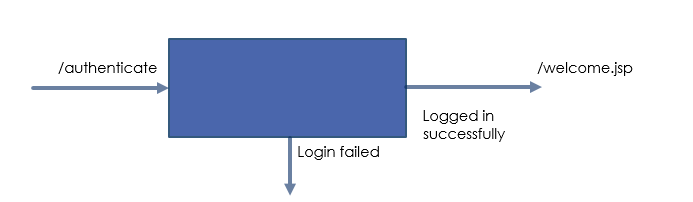 /authenticate
/welcome.jsp
Logged in
successfully
Login failed